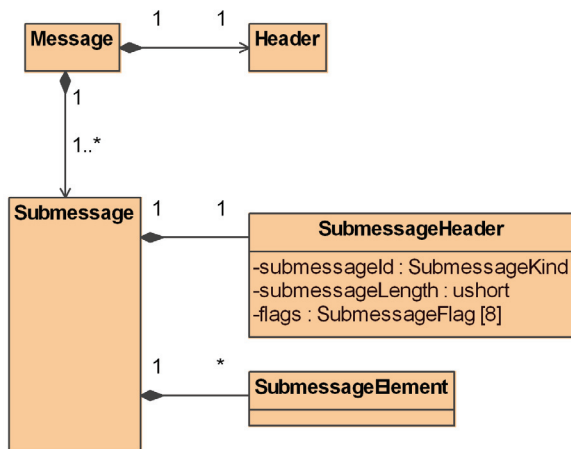 1 1
Message Header
1
1..*
Submessage 1 1
SubmessageHeader
-submessageId : SubmessageKind
-submessageLength : ushort
-flags : SubmessageFlag [8]
1 *
SubmessageElement